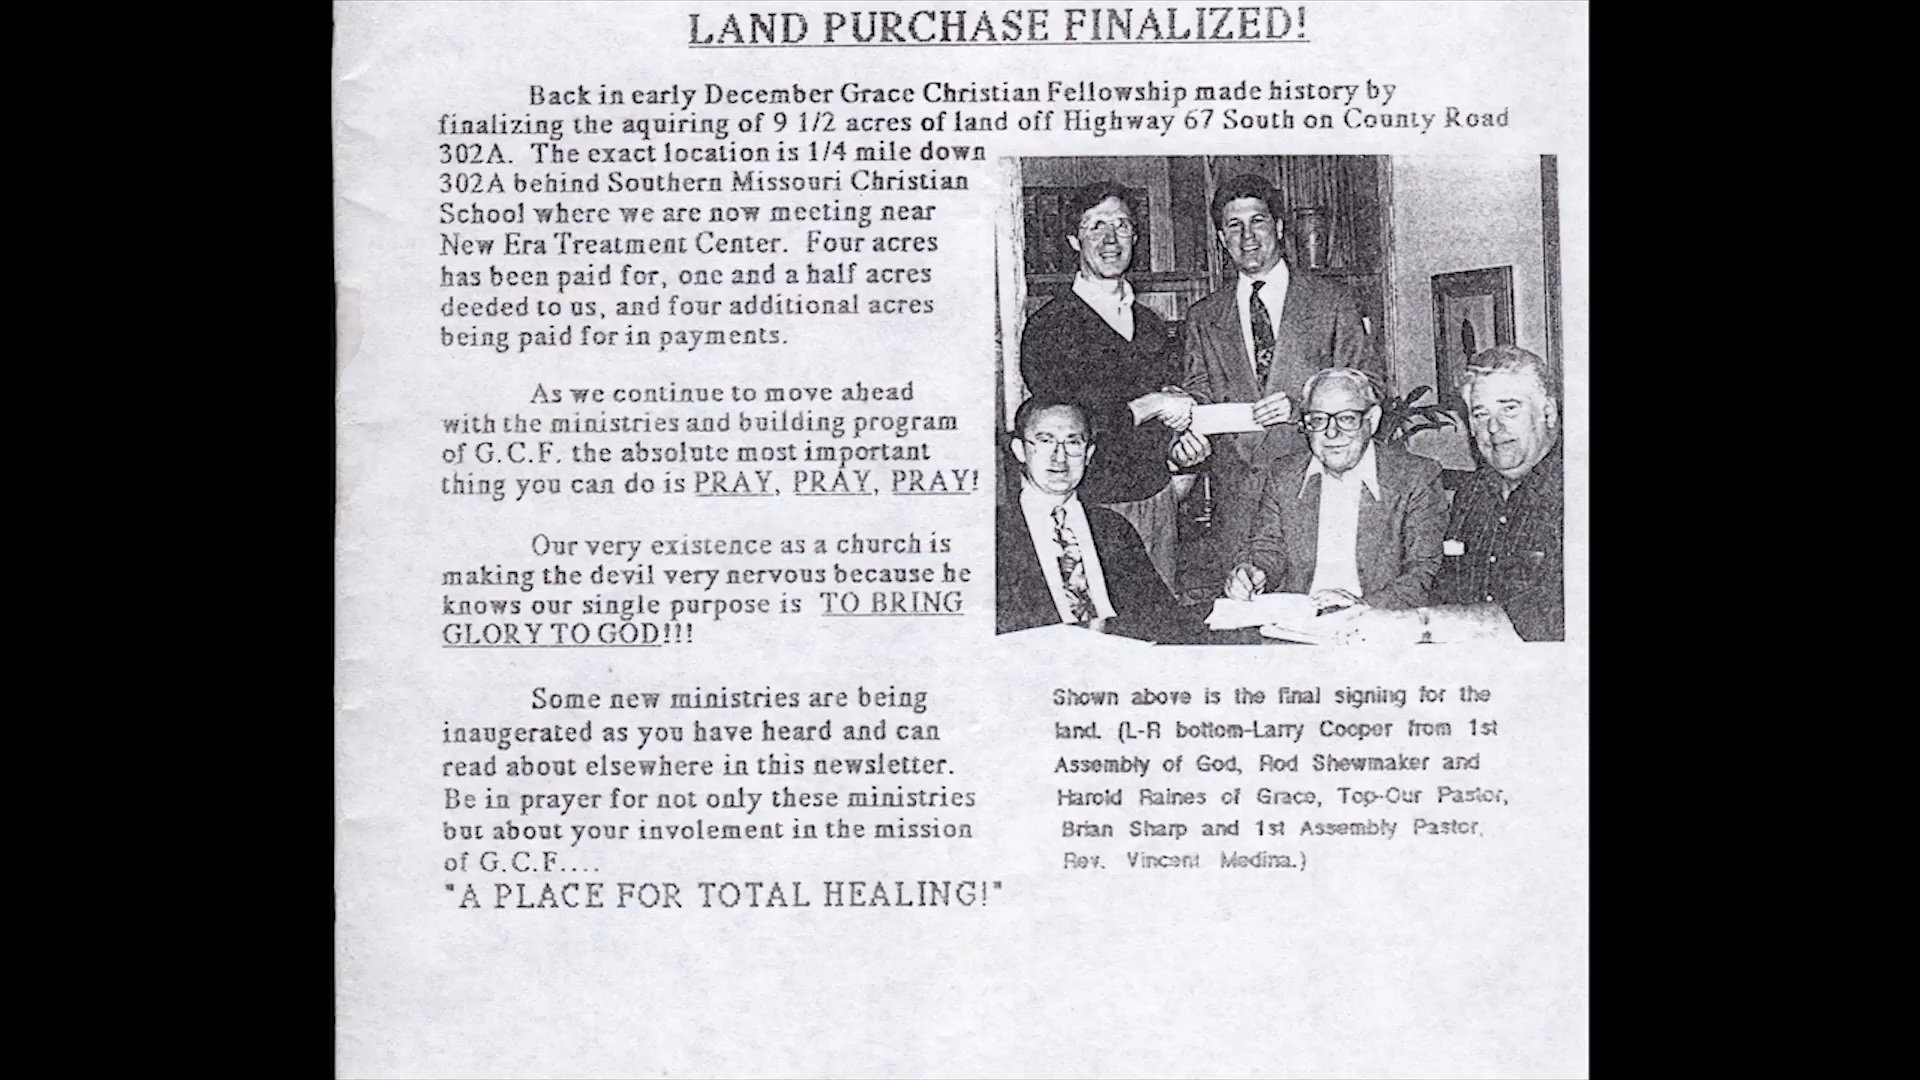 LAND PURCHASE FINALIZED!
Back in early December Grace Christian Fellowship made history by
finalizing the aquiring of 9 1/2 acres of land off Highway 67 South on County Road
302A. The exact location is 1/4 mile down
302A behind Southern Missouri Christian
School where we are now meeting near
New Era Treatment Center. Four acres
has been paid for, one and a half acres
deeded to us, and four additional acres
being paid for in payments.
As we continue to move ahead
with the ministries and building program
of G.C.F. the absolute most important
thing you can do is PRAY, PRAY, PRAY!
Our very existence as a church is
making the devil very nervous because he
knows our single purpose is TO BRING
GLORY TO GOD!!!
Some new ministries are being
inaugerated as you have heard and can
read about elsewhere in this newsletter.
Be in prayer for not only these ministries
but about your involement in the mission
of G.C.F....
"A PLACE FOR TOTAL HEALING!"
Shown above is the final signing for the
land. (L-R bottom-Larry Cooper from 1st
Assembly of God, Rod Shewmaker and
Harold Raines of Grace, Top-Our Pastor,
Brian Sharp and 1st Assembly Pastor,
Rev. Vincent Medina.)